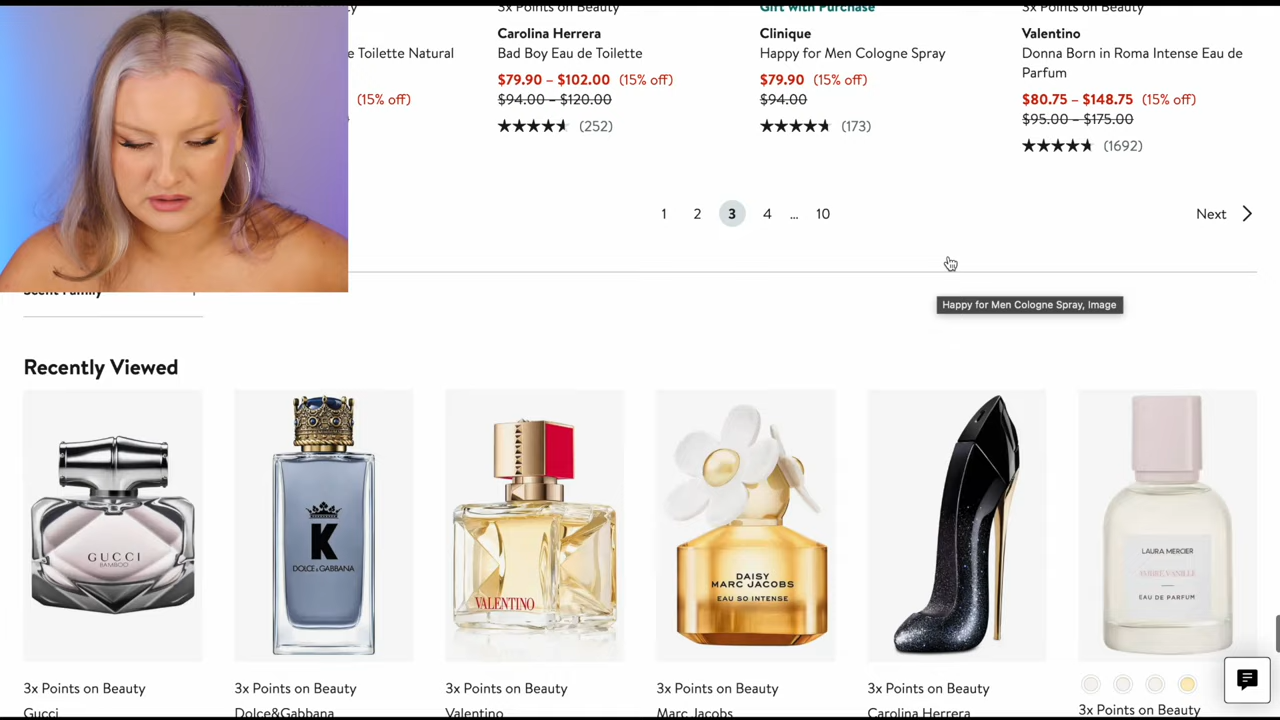 3x Points on Beauty
Gift with Purchase
3x Points on Beauty
Carolina Herrera
Clinique
Valentino
e Toilette Natural
Bad Boy Eau de Toilette
Happy for Men Cologne Spray
Donna Born in Roma Intense Eau de
Parfum
(15% off)
$79.90 – $102.00 (15% off)
$94.00 – $120.00
(252)
$79.90 (15% off)
$94.00
(173)
$80.75 – $148.75 (15% off)
$95.00 – $175.00
(1692)
1 2 3 4 ... 10
Next
Happy for Men Cologne Spray, Image
Scent Family
Recently Viewed
GUCCI
BAMBOO
K
DOLCE & GABBANA
VALENTINO
DAISY
MARC JACOBS
EAU SO INTENSE
LAURA MERCIER
AMBRE VANILLÉ
EAU DE PARFUM
3x Points on Beauty
Gucci
3x Points on Beauty
Dolce&Gabbana
3x Points on Beauty
Valentino
3x Points on Beauty
Marc Jacobs
3x Points on Beauty
Carolina Herrera
3x Points on Beauty